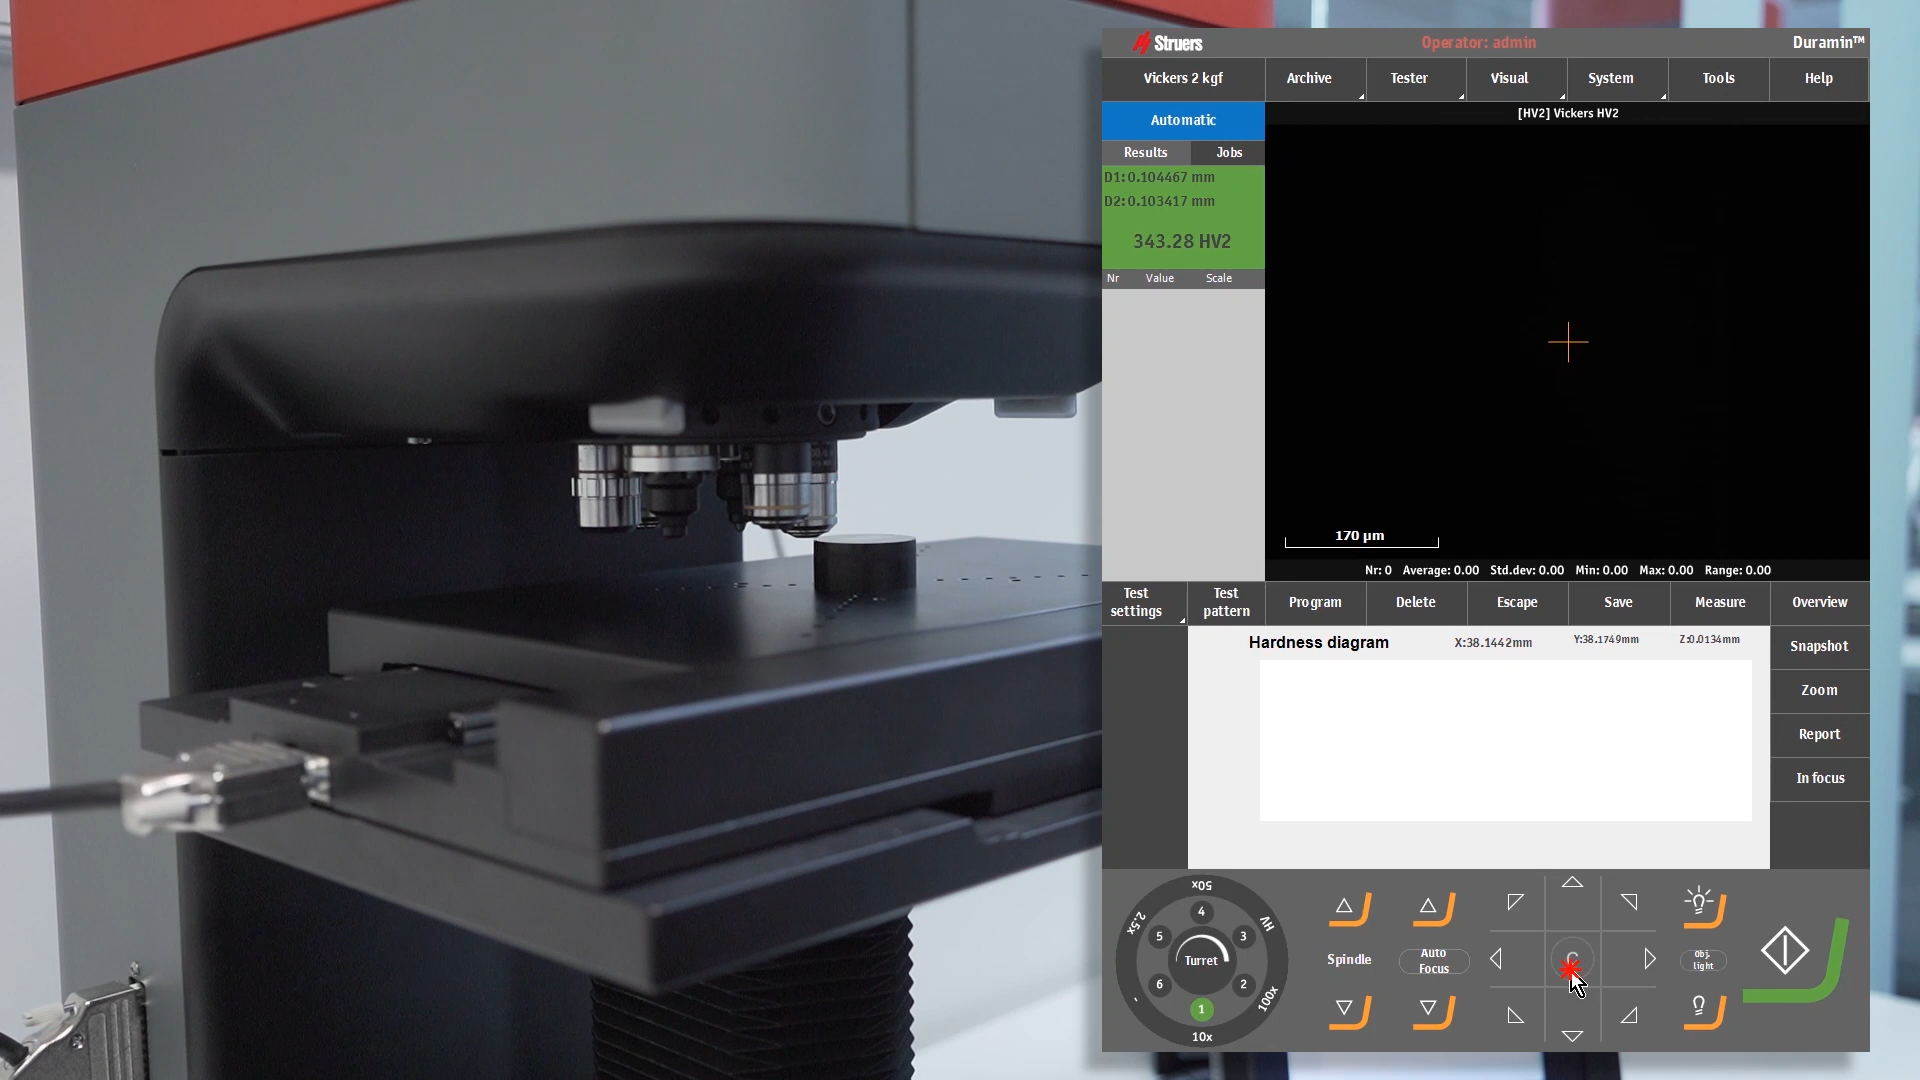 Struers
Operator: admin
Duramin™
Vickers 2 kgf
Archive
Tester
Visual
System
Tools
Help
Automatic
[HV2] Vickers HV2
Results
Jobs
D1:0.104467 mm
D2:0.103417 mm
343.28 HV2
Nr
Value
Scale
170 µm
Nr: 0 Average: 0.00 Std.dev: 0.00 Min: 0.00 Max: 0.00 Range: 0.00
Test
settings
Test
pattern
Program
Delete
Escape
Save
Measure
Overview
Hardness diagram
X:38.1442mm
Y:38.1749mm
Z:0.0134mm
Snapshot
Zoom
Report
In focus
50x
4
2.5x
HV
5
3
Turret
6
2
-
100x
1
10x
Spindle
Auto
Focus
C
Obj.
light